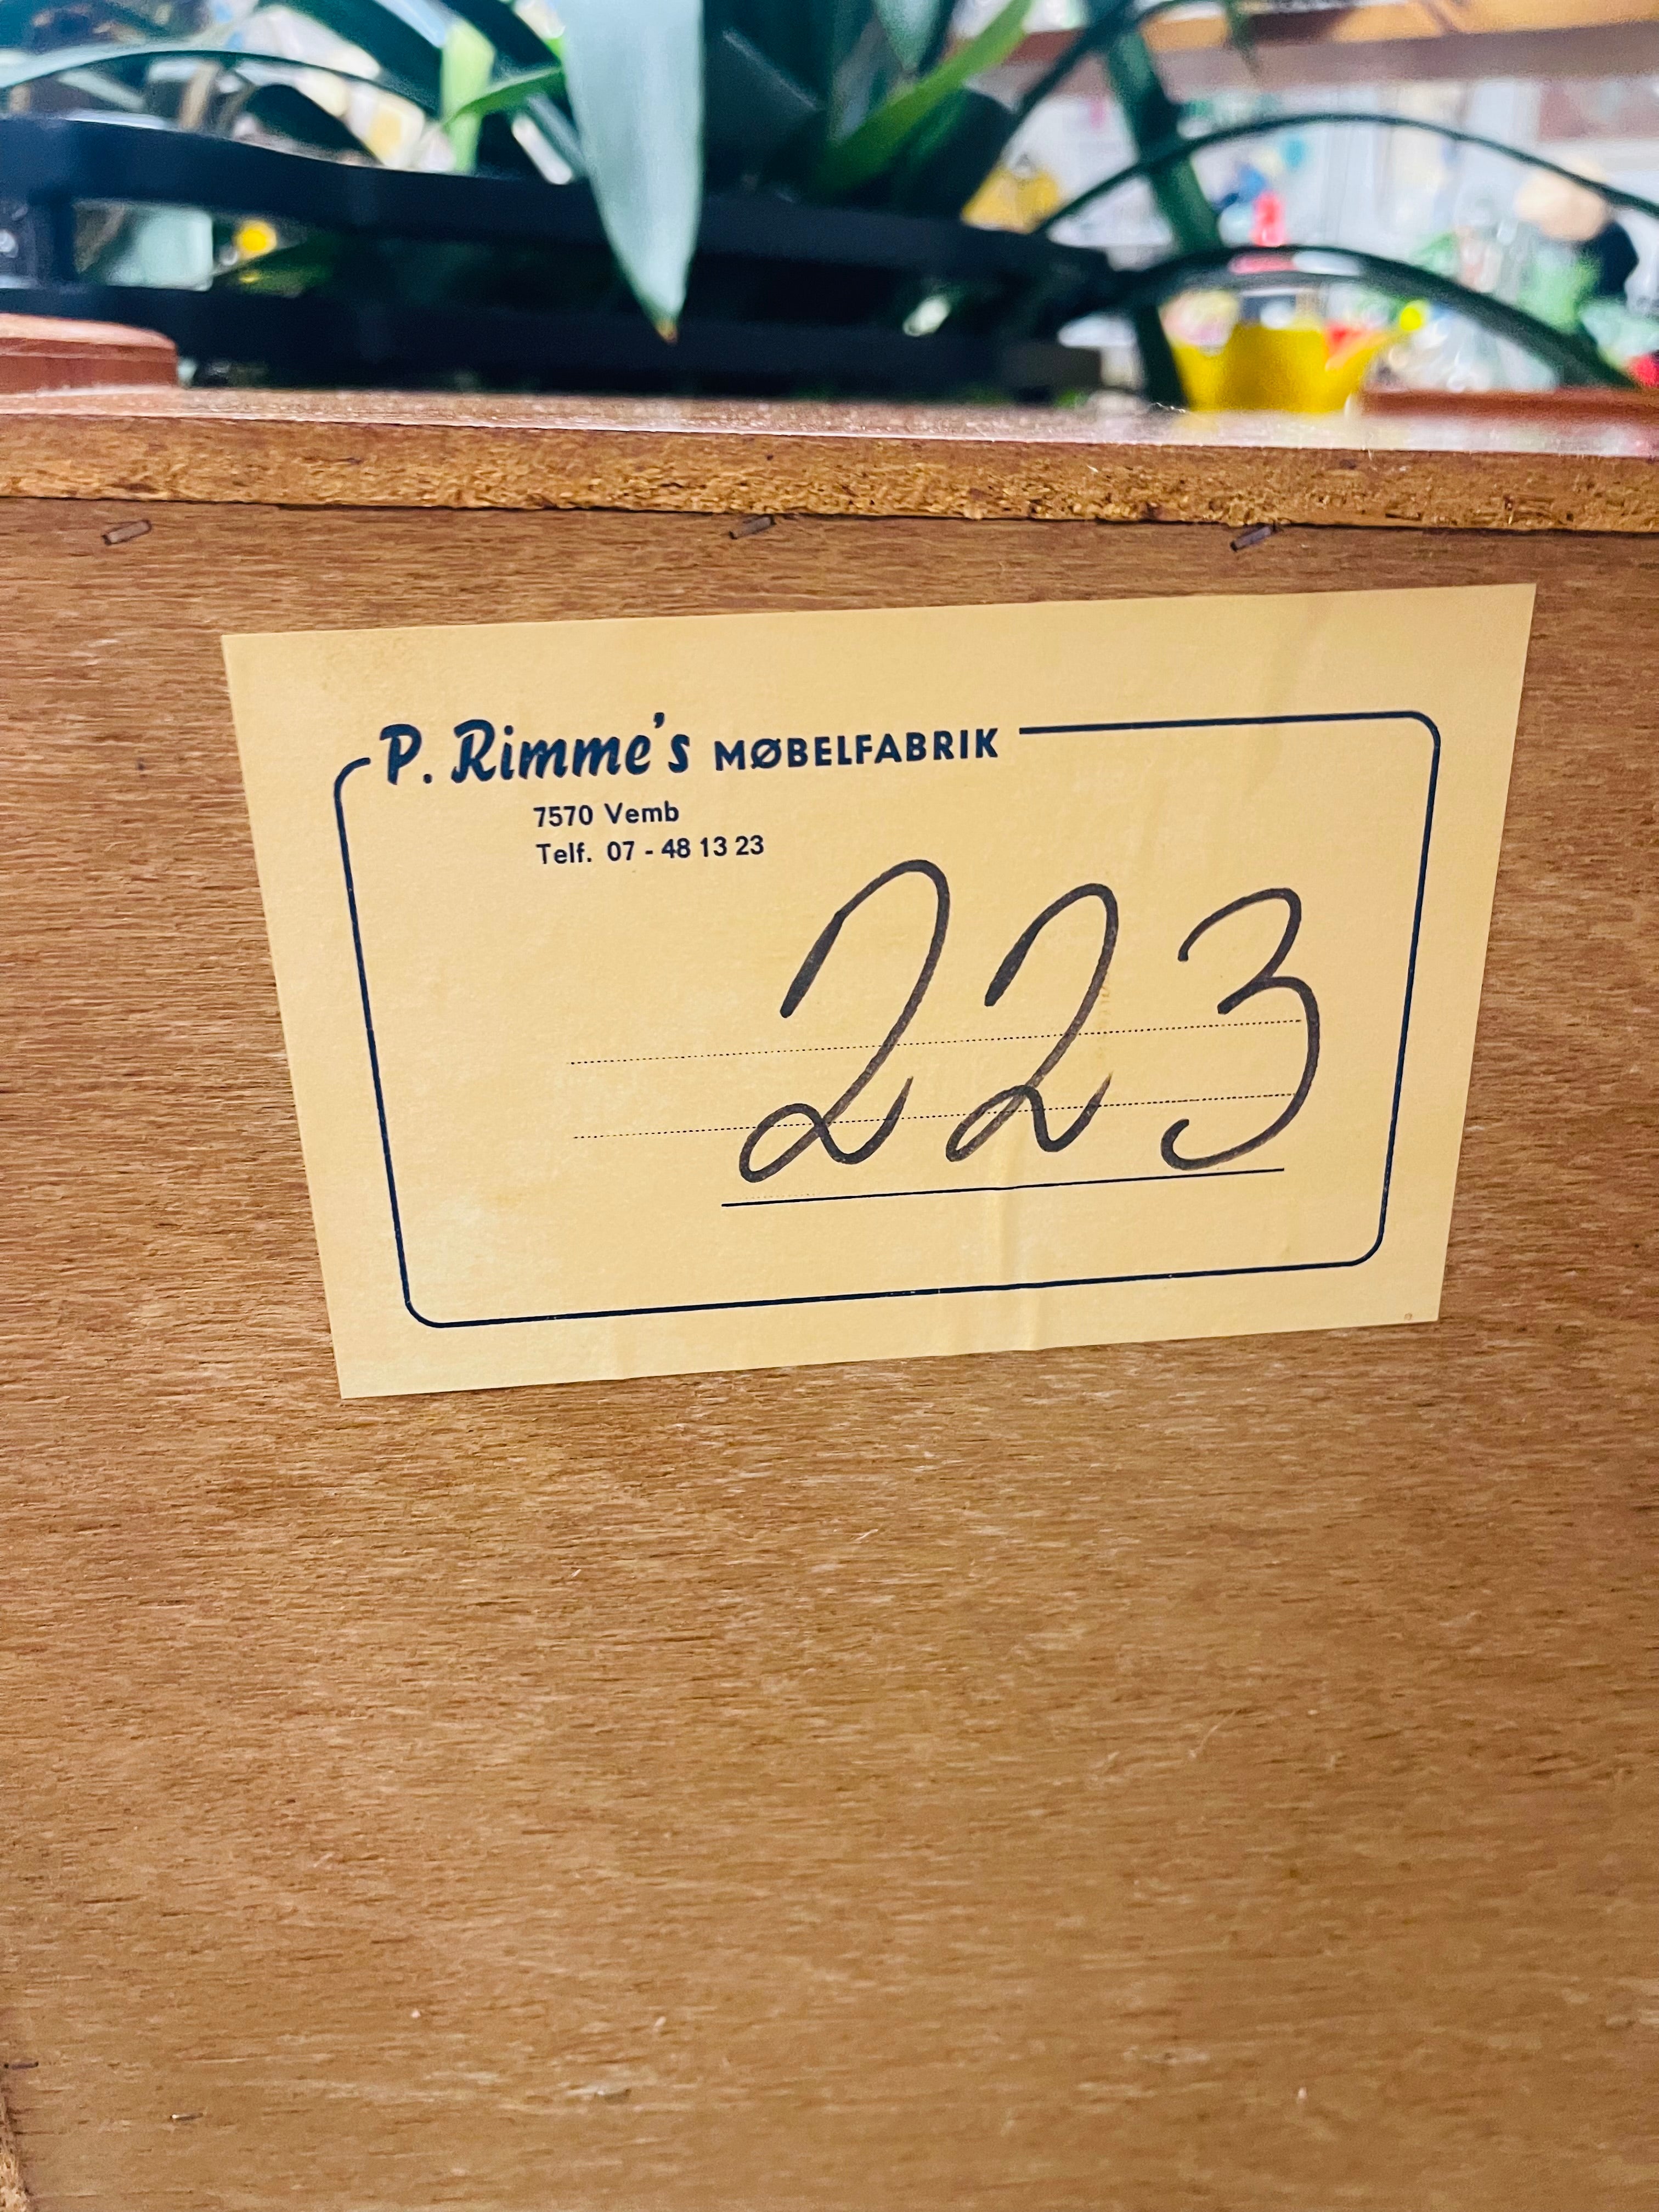 P. Rimme's MØBELFABRIK
7570 Vemb
Telf. 07 - 48 13 23
223